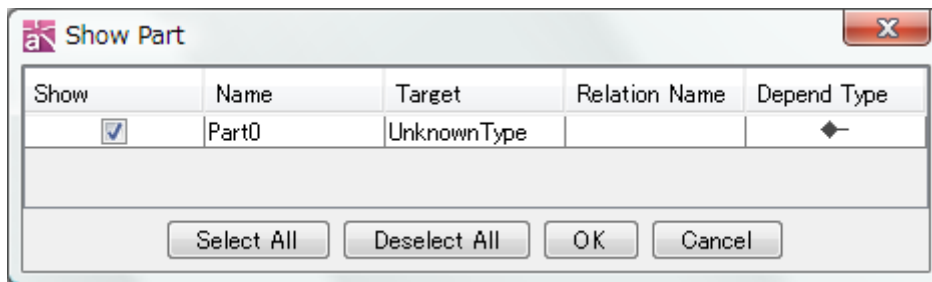 Show Part
Show Name Target Relation Name Depend Type
Part0 UnknownType
Select All Deselect All OK Cancel